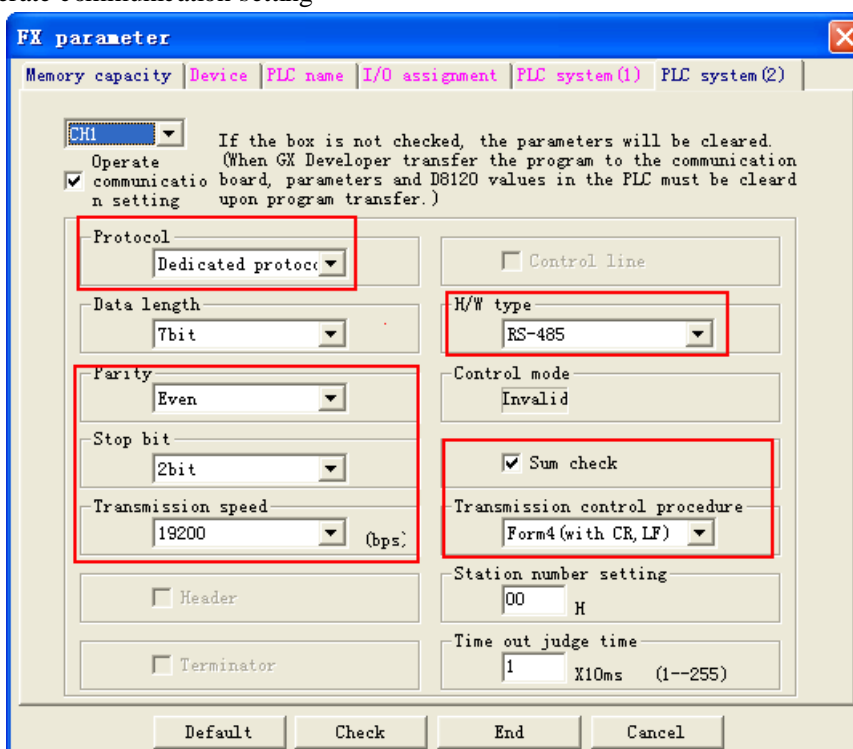 erate communication setting
FX parameter
Memory capacity Device PLC name I/O assignment PLC system(1) PLC system(2)
CH1
If the box is not checked, the parameters will be cleared.
(When GX Developer transfer the program to the communication
board, parameters and D8120 values in the PLC must be cleard
upon program transfer.)
Operate
communicatio
n setting
Protocol
Dedicated protoc
Control line
Data length
7bit
H/W type
RS-485
Parity
Even
Control mode
Invalid
Stop bit
2bit
Sum check
Transmission speed
19200
(bps)
Transmission control procedure
Form4(with CR,LF)
Header
Station number setting
00 H
Terminator
Time out judge time
1 X10ms (1--255)
Default Check End Cancel